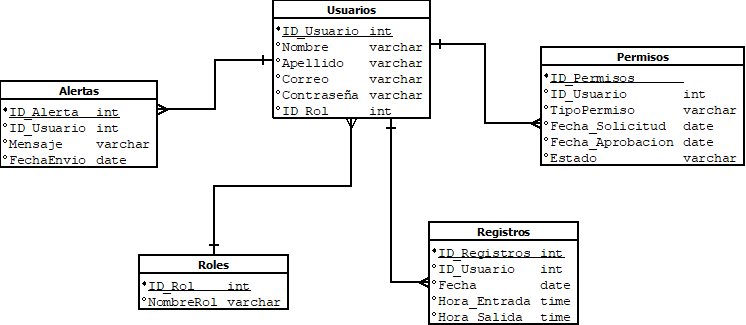 Usuarios
ID_Usuario int
Nombre varchar
Apellido varchar
Correo varchar
Contraseña varchar
ID_Rol int
Permisos
ID_Permisos
ID_Usuario int
TipoPermiso varchar
Fecha_Solicitud date
Fecha_Aprobacion date
Estado varchar
Alertas
ID_Alerta int
ID_Usuario int
Mensaje varchar
FechaEnvio date
Registros
ID_Registros int
ID_Usuario int
Fecha date
Hora_Entrada time
Hora_Salida time
Roles
ID_Rol int
NombreRol varchar